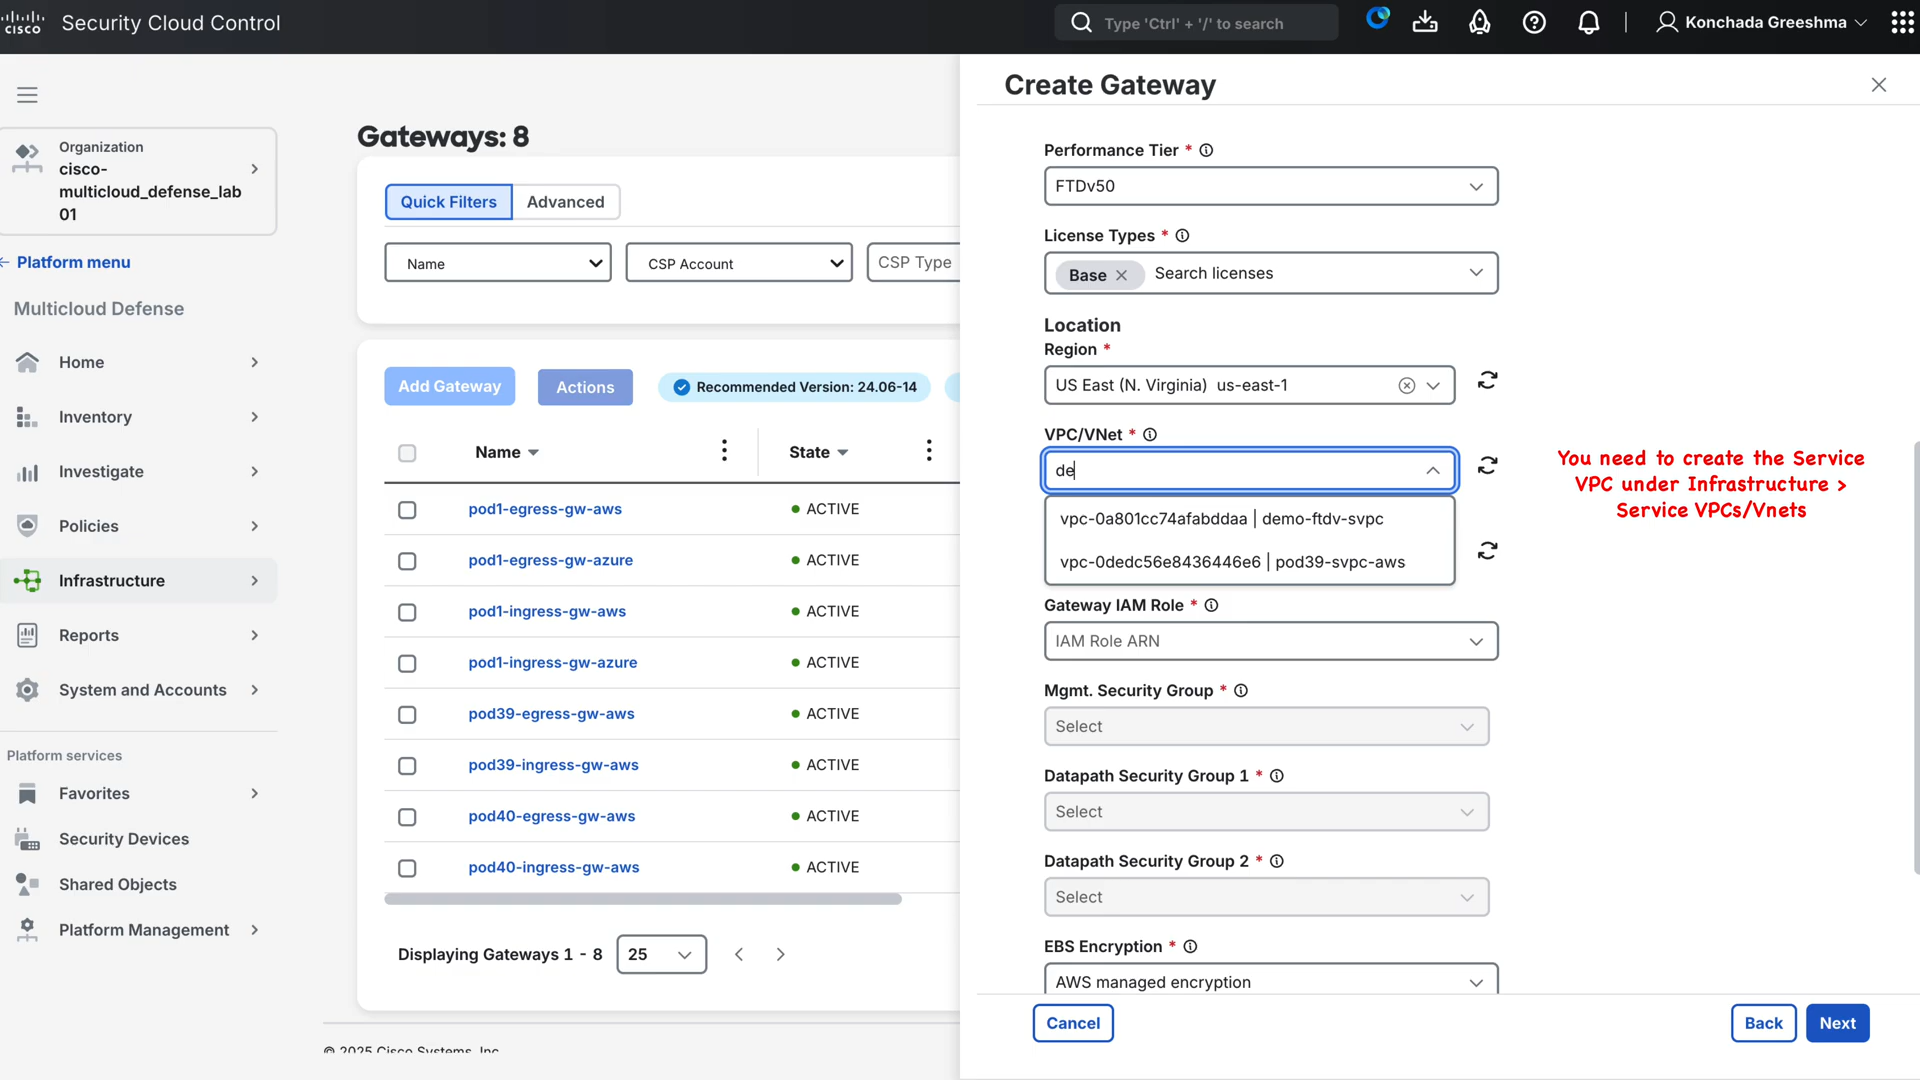 CISCO
Security Cloud Control
Type 'Ctrl' + '/' to search
Konchada Greeshma
Organization
cisco-
multicloud_defense_lab
01
Platform menu
Multicloud Defense
Home
Inventory
Investigate
Policies
Infrastructure
Reports
System and Accounts
Platform services
Favorites
Security Devices
Shared Objects
Platform Management
Gateways: 8
Quick Filters
Advanced
Name
CSP Account
CSP Type
Add Gateway
Actions
Recommended Version: 24.06-14
Name
State
pod1-egress-gw-aws
ACTIVE
pod1-egress-gw-azure
ACTIVE
pod1-ingress-gw-aws
ACTIVE
pod1-ingress-gw-azure
ACTIVE
pod39-egress-gw-aws
ACTIVE
pod39-ingress-gw-aws
ACTIVE
pod40-egress-gw-aws
ACTIVE
pod40-ingress-gw-aws
ACTIVE
Displaying Gateways 1 - 8
25
© 2025 Cisco Systems, Inc.
Create Gateway
Performance Tier *
FTDv50
License Types *
Base
Search licenses
Location
Region *
US East (N. Virginia) us-east-1
VPC/VNet *
de
vpc-0a801cc74afabddaa | demo-ftdv-svpc
vpc-0dedc56e8436446e6 | pod39-svpc-aws
Gateway IAM Role *
IAM Role ARN
Mgmt. Security Group *
Select
Datapath Security Group 1 *
Select
Datapath Security Group 2 *
Select
EBS Encryption *
AWS managed encryption
Cancel
Back
Next
You need to create the Service
VPC under Infrastructure >
Service VPCs/Vnets